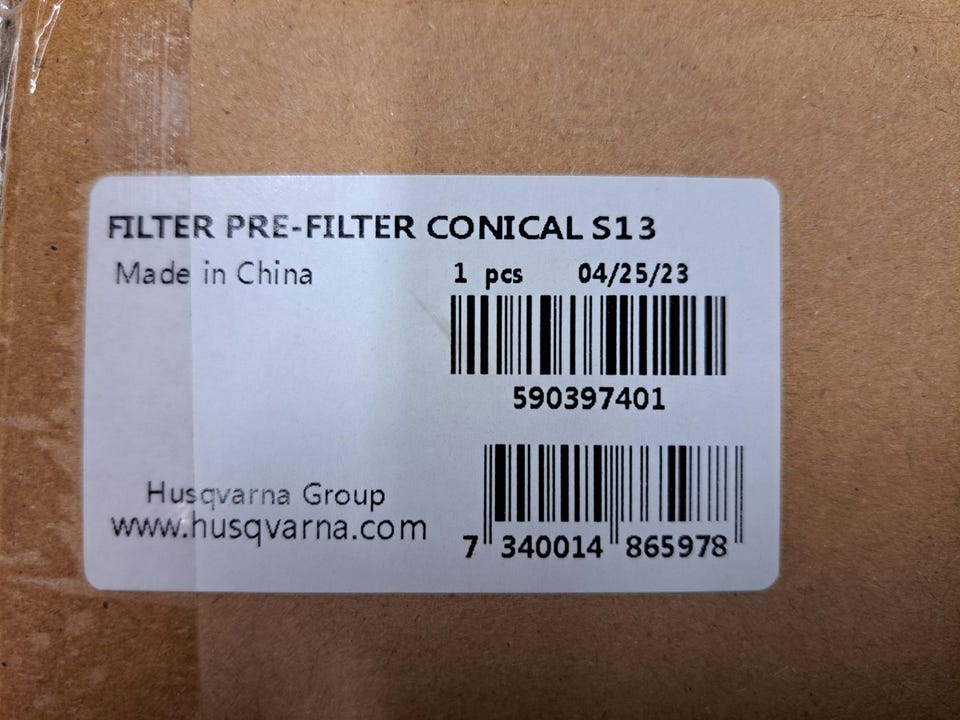 FILTER PRE-FILTER CONICAL S13
Made in China
1 pcs 04/25/23
590397401
Husqvarna Group
www.husqvarna.com
7 340014 865978